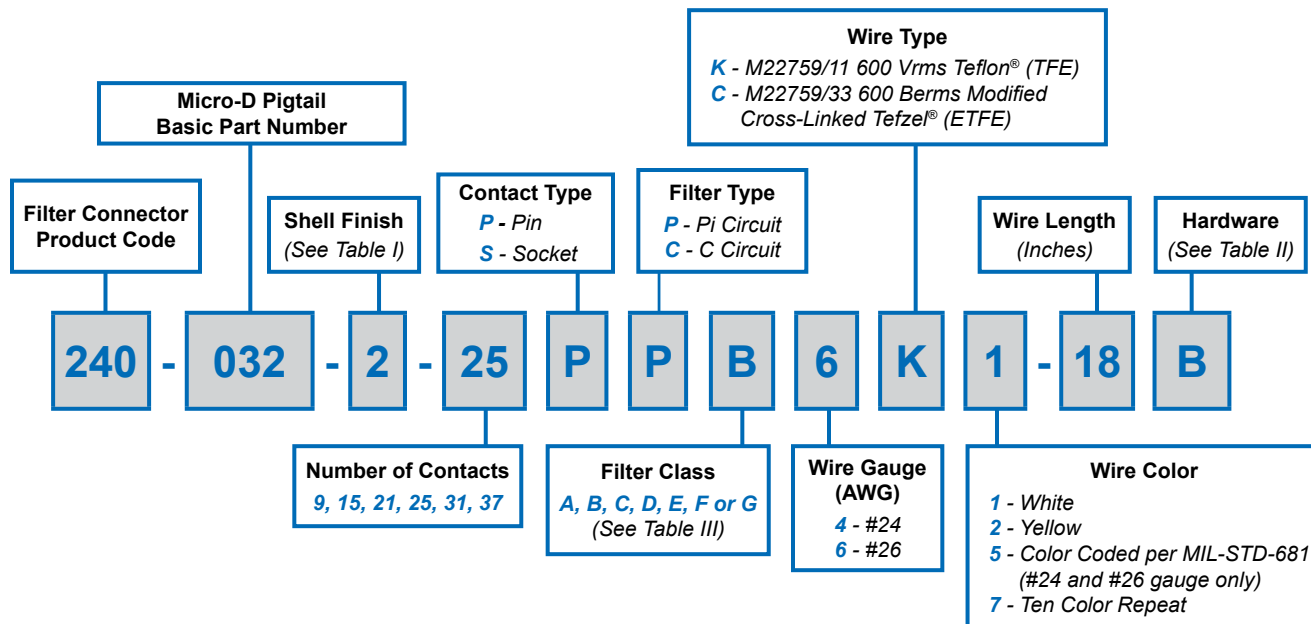 Wire Type
K - M22759/11 600 Vrms Teflon® (TFE)
C - M22759/33 600 Berms Modified
Cross-Linked Tefzel® (ETFE)
Micro-D Pigtail
Basic Part Number
Filter Connector
Product Code
Shell Finish
(See Table I)
Contact Type
P - Pin
S - Socket
Filter Type
P - Pi Circuit
C - C Circuit
Wire Length
(Inches)
Hardware
(See Table II)
240 - 032 - 2 - 25 P P B 6 K 1 - 18 B
Number of Contacts
9, 15, 21, 25, 31, 37
Filter Class
A, B, C, D, E, F or G
(See Table III)
Wire Gauge
(AWG)
4 - #24
6 - #26
Wire Color
1 - White
2 - Yellow
5 - Color Coded per MIL-STD-681
(#24 and #26 gauge only)
7 - Ten Color Repeat